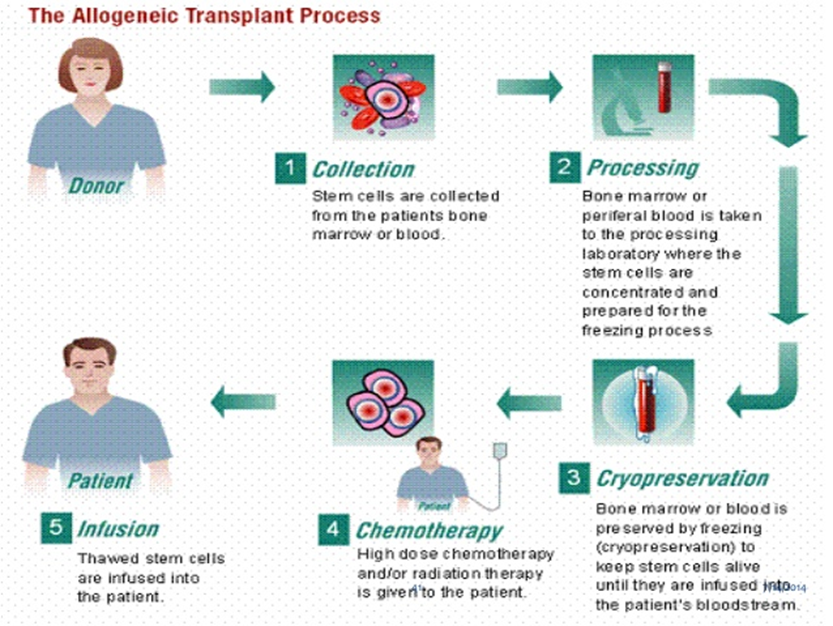 The Allogeneic Transplant Process
Donor
1 Collection
Stem cells are collected
from the patients bone
marrow or blood.
2 Processing
Bone marrow or
periferal blood is taken
to the processing
laboratory where the
stem cells are
concentrated and
prepared for the
freezing process
3 Cryopreservation
Bone marrow or blood is
preserved by freezing
(cryopreservation) to
keep stem cells alive
until they are infused into
the patient's bloodstream.
Patient
4 Chemotherapy
High dose chemotherapy
and/or radiation therapy
is given to the patient.
Patient
5 Infusion
Thawed stem cells
are infused into
the patient.